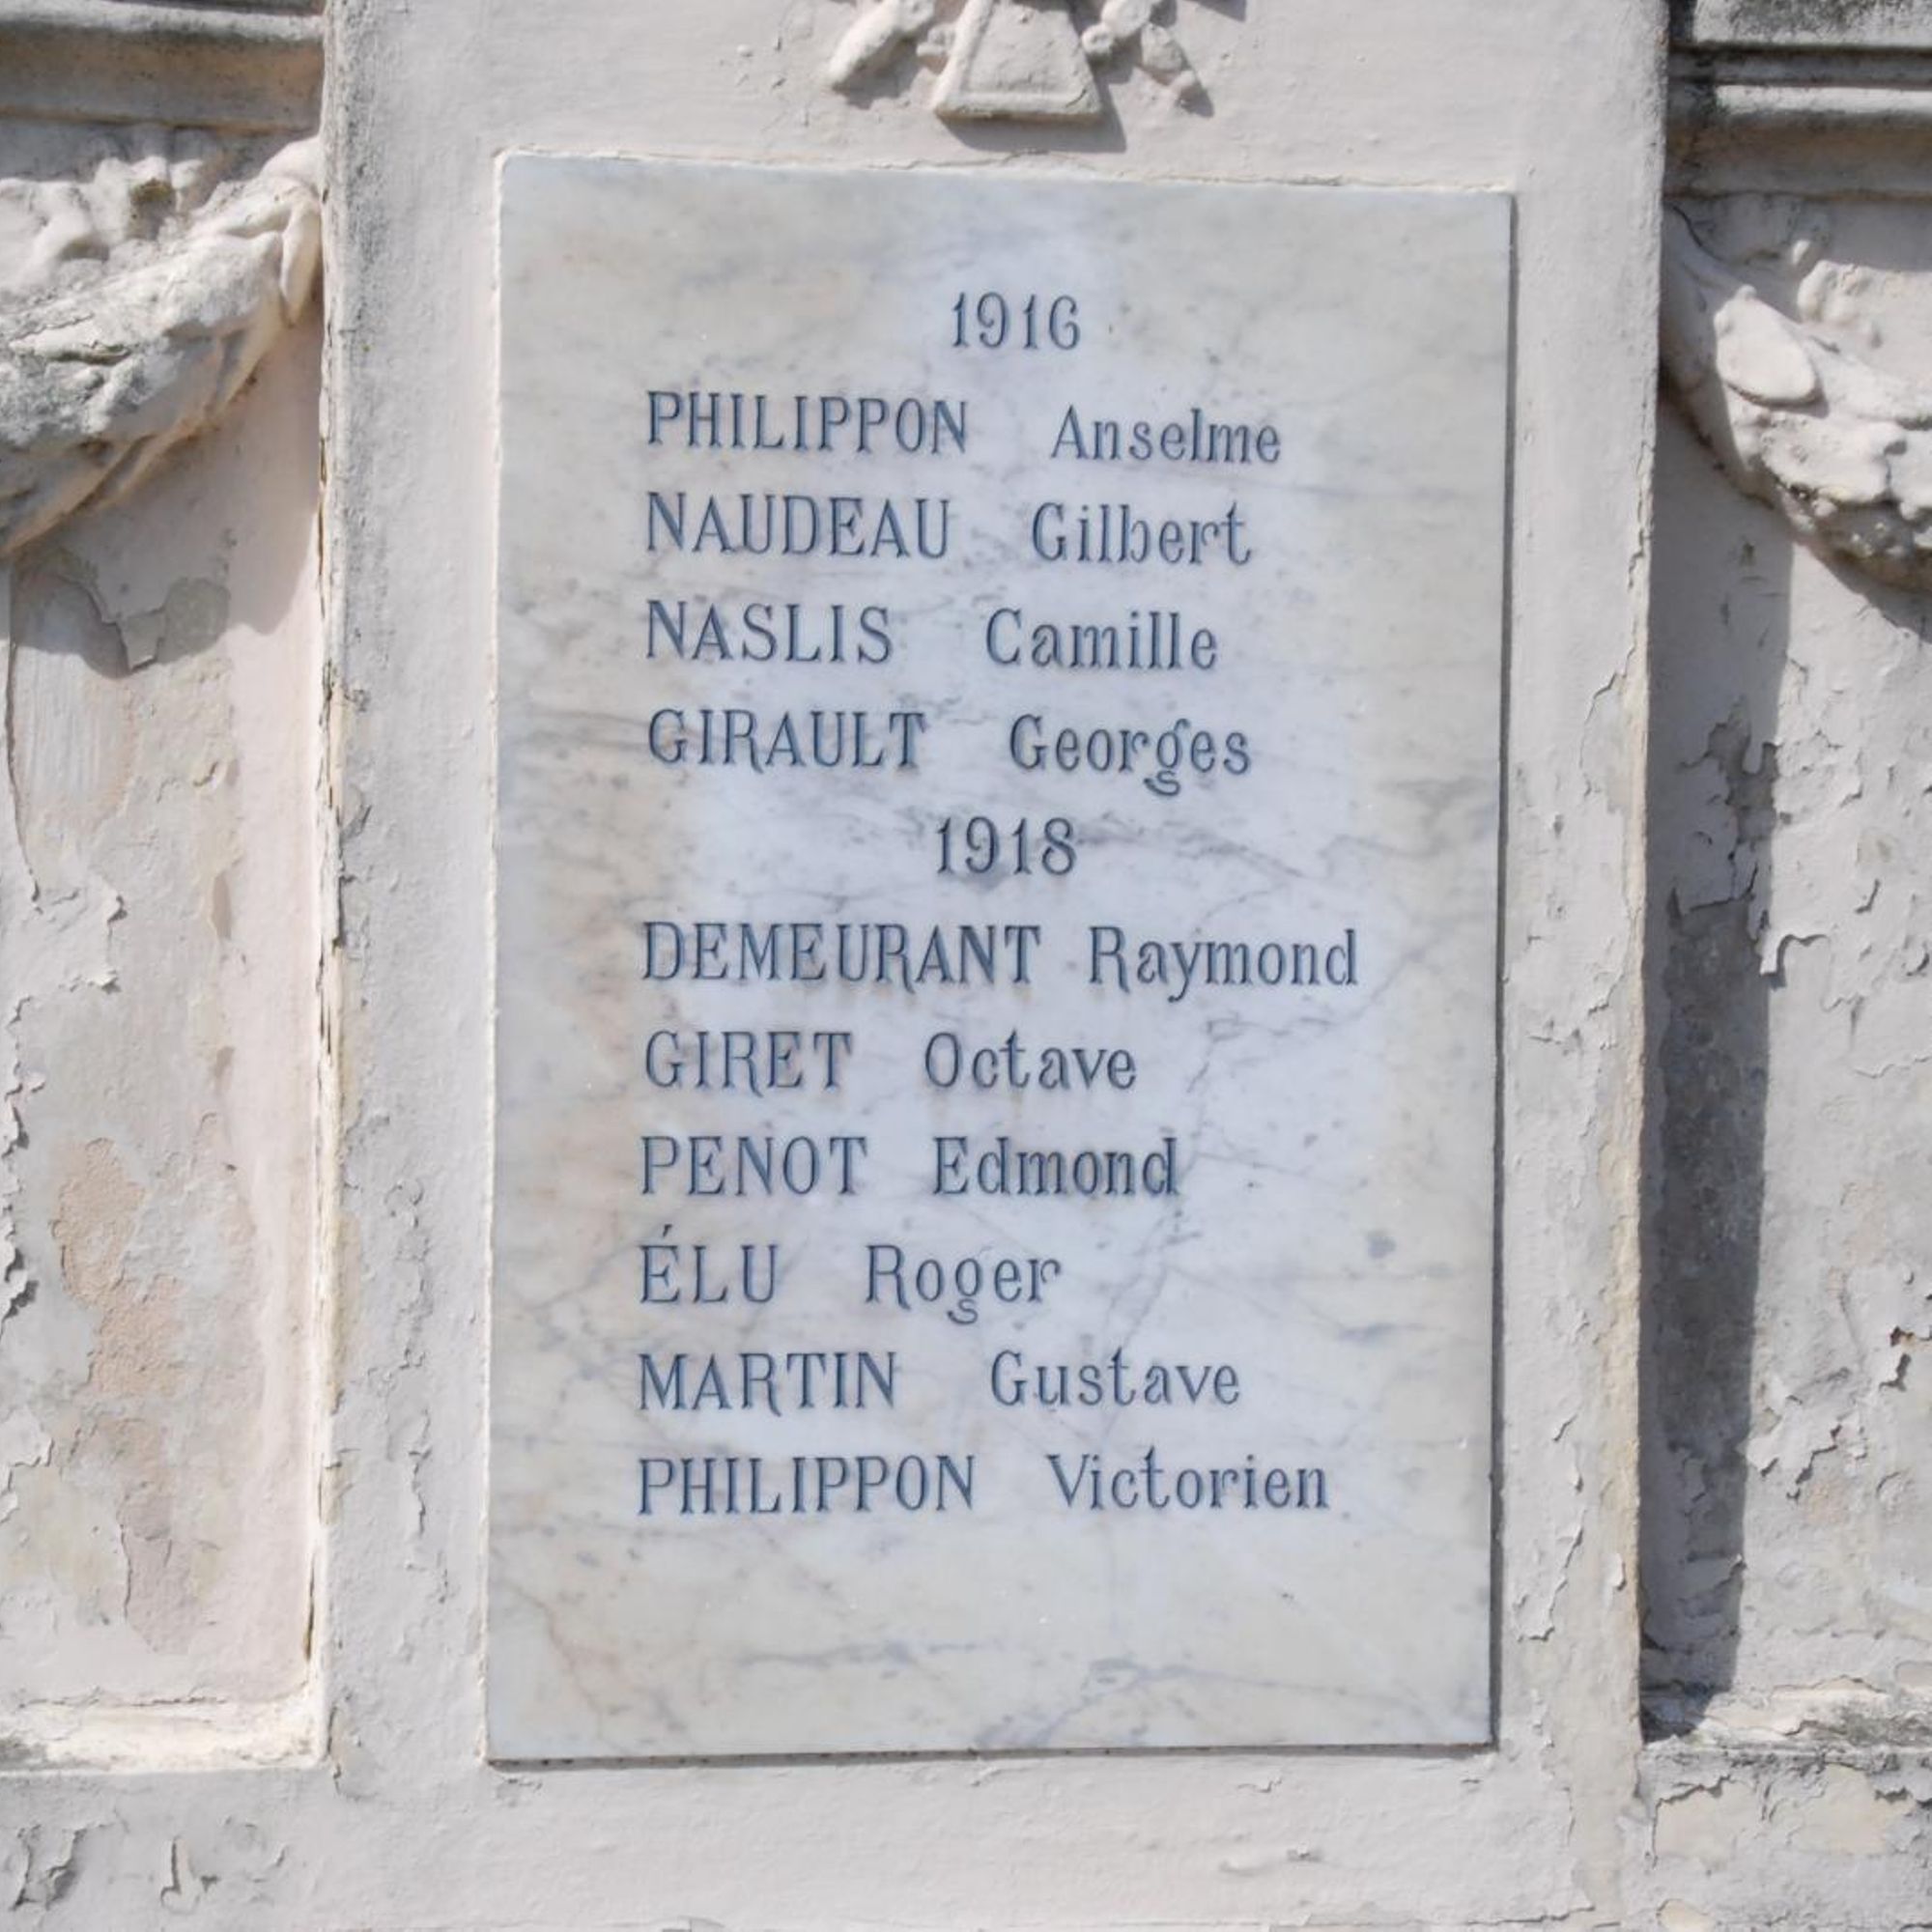 1916
PHILIPPON Anselme
NAUDEAU Gilbert
NASLIS Camille
GIRAULT Georges
1918
DEMEURANT Raymond
GIRET Octave
PENOT Edmond
ÉLU Roger
MARTIN Gustave
PHILIPPON Victorien